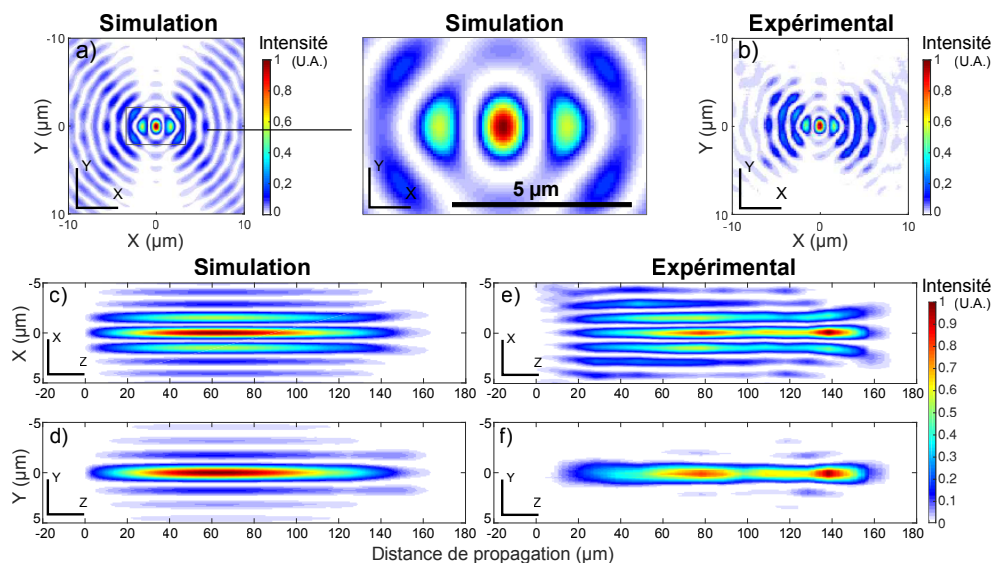 Simulation
Simulation
Expérimental
a)
Intensité
(U.A.)
-10
0
10
Y (µm)
Y
X
-10
0
10
X (µm)
1
0,8
0,6
0,4
0,2
0
Y
X
5 µm
b)
Intensité
(U.A.)
-10
0
10
Y (µm)
Y
X
-10
0
10
X (µm)
1
0,8
0,6
0,4
0,2
0
Simulation
Expérimental
c)
-5
0
5
X (µm)
X
Z
-20 0 20 40 60 80 100 120 140 160 180
e)
-5
0
5
X
Z
-20 0 20 40 60 80 100 120 140 160 180
d)
-5
0
5
Y (µm)
Y
Z
-20 0 20 40 60 80 100 120 140 160 180
f)
-5
0
5
Y
Z
-20 0 20 40 60 80 100 120 140 160 180
Intensité
(U.A.)
1
0.9
0.8
0.7
0.6
0.5
0.4
0.3
0.2
0.1
0
Distance de propagation (µm)